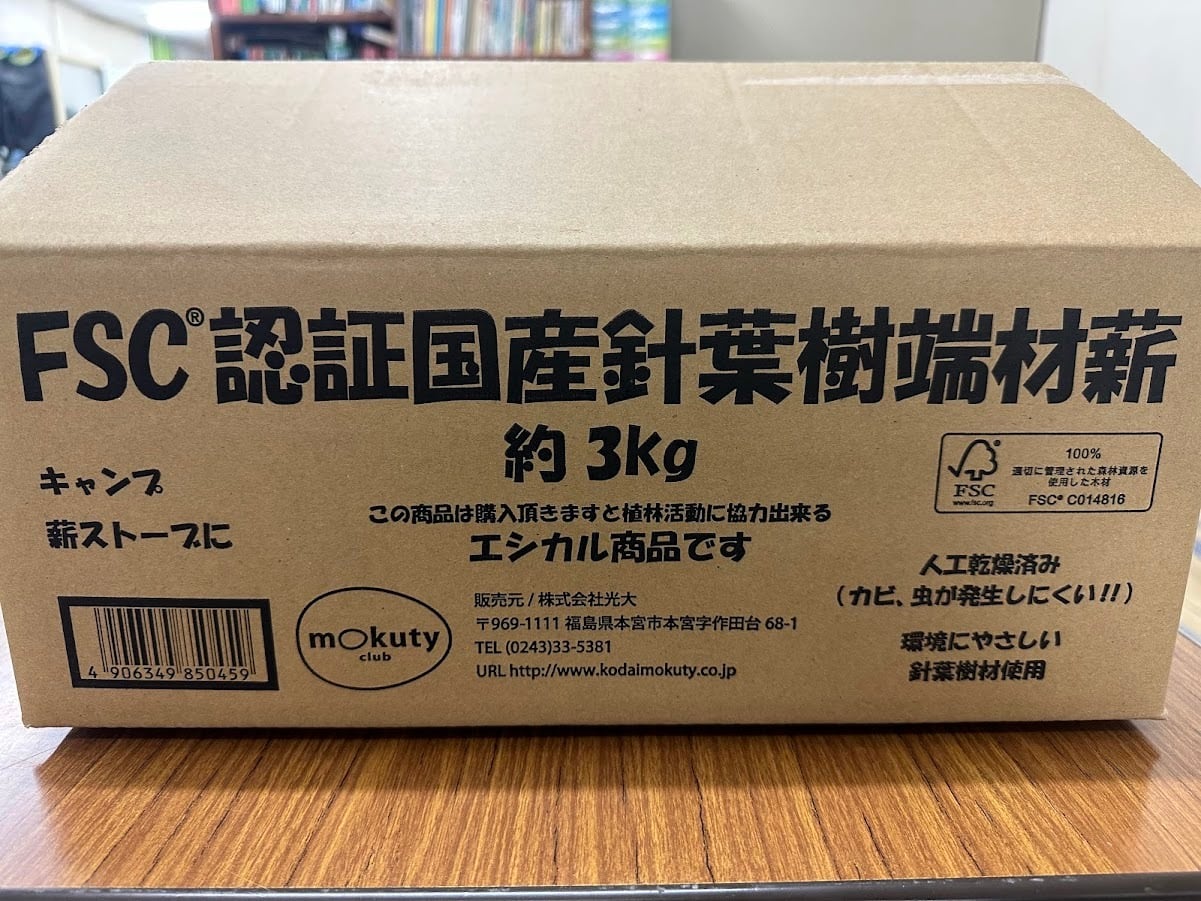 FSC®認証国産針葉樹端材薪
約3kg
キャンプ
薪ストーブに
この商品は購入頂きますと植林活動に協力出来る
エシカル商品です
FSC
www.fsc.org
100%
適切に管理された森林資源を
使用した木材
FSC® C014816
人工乾燥済み
(カビ、虫が発生しにくい!!)
環境にやさしい
針葉樹材使用
4 906349 850459
mokuty
club
販売元 / 株式会社光大
〒969-1111 福島県本宮市本宮字作田台 68-1
TEL (0243)33-5381
URL http://www.kodaimokuty.co.jp